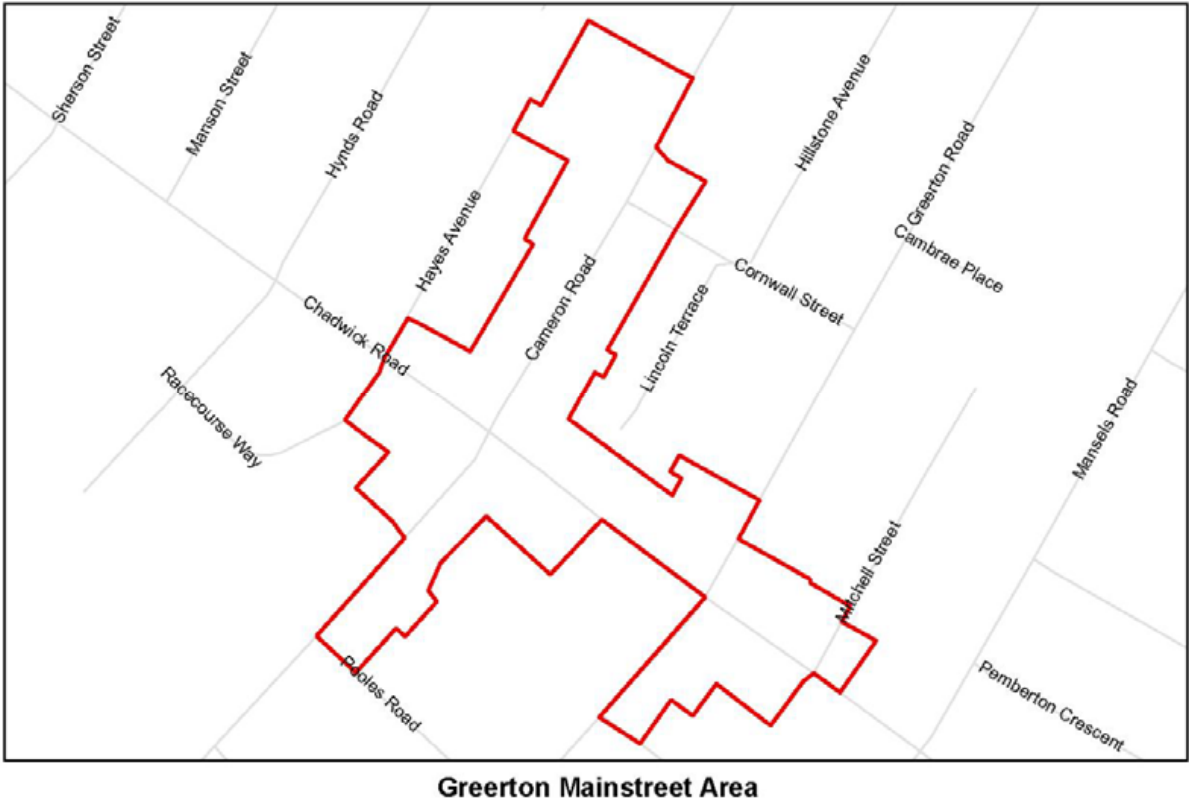 Sherson Street
Manson Street
Hynds Road
Hayes Avenue
Chadwick Road
Racecourse Way
Cameron Road
Hillstone Avenue
Greerton Road
Cambrae Place
Cornwall Street
Lincoln Terrace
Mansels Road
Mitchell Street
Pemberton Crescent
Pooles Road
Greerton Mainstreet Area